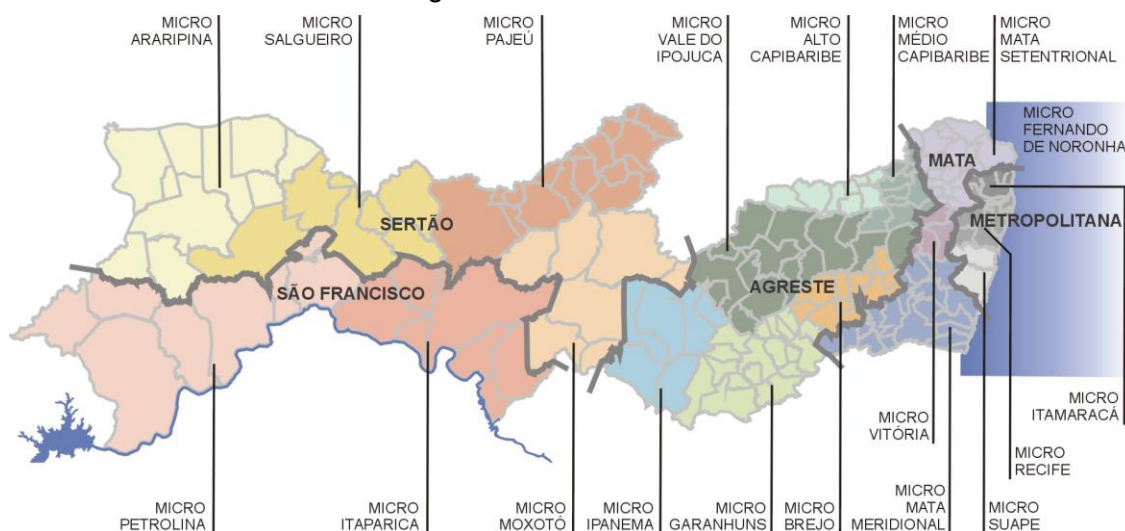 MICRO
ARARIPINA
MICRO
SALGUEIRO
MICRO
PAJEÚ
MICRO
VALE DO
IPOJUCA
MICRO
ALTO
CAPIBARIBE
MICRO
MÉDIO
CAPIBARIBE
MICRO
MATA
SETENTRIONAL
MICRO
FERNANDO
DE NORONHA
MATA
METROPOLITANA
SERTÃO
SÃO FRANCISCO
AGRESTE
MICRO
ITAMARACÁ
MICRO
VITÓRIA
MICRO
RECIFE
MICRO
PETROLINA
MICRO
ITAPARICA
MICRO
MOXOTÓ
MICRO
IPANEMA
MICRO
GARANHUNS
MICRO
BREJO
MICRO
MATA
MERIDIONAL
MICRO
SUAPE